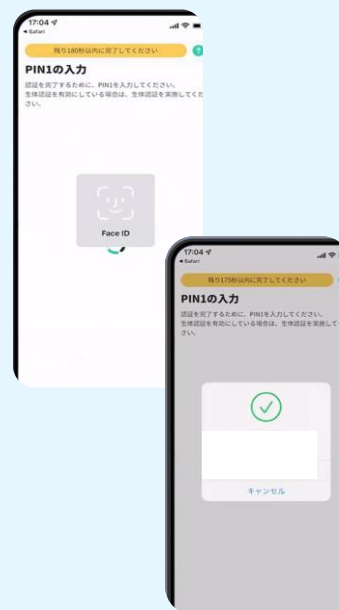 17:04
◀ Safari
残り180秒以内に完了してください
PIN1の入力
認証を完了するために、PIN1を入力してください。
生体認証を有効にしている場合は、生体認証を実施してくだ
さい。
Face ID
17:04
◀ Safari
残り175秒以内に完了してください
PIN1の入力
認証を完了するために、PIN1を入力してください。
生体認証を有効にしている場合は、生体認証を実施して
さい。
キャンセル